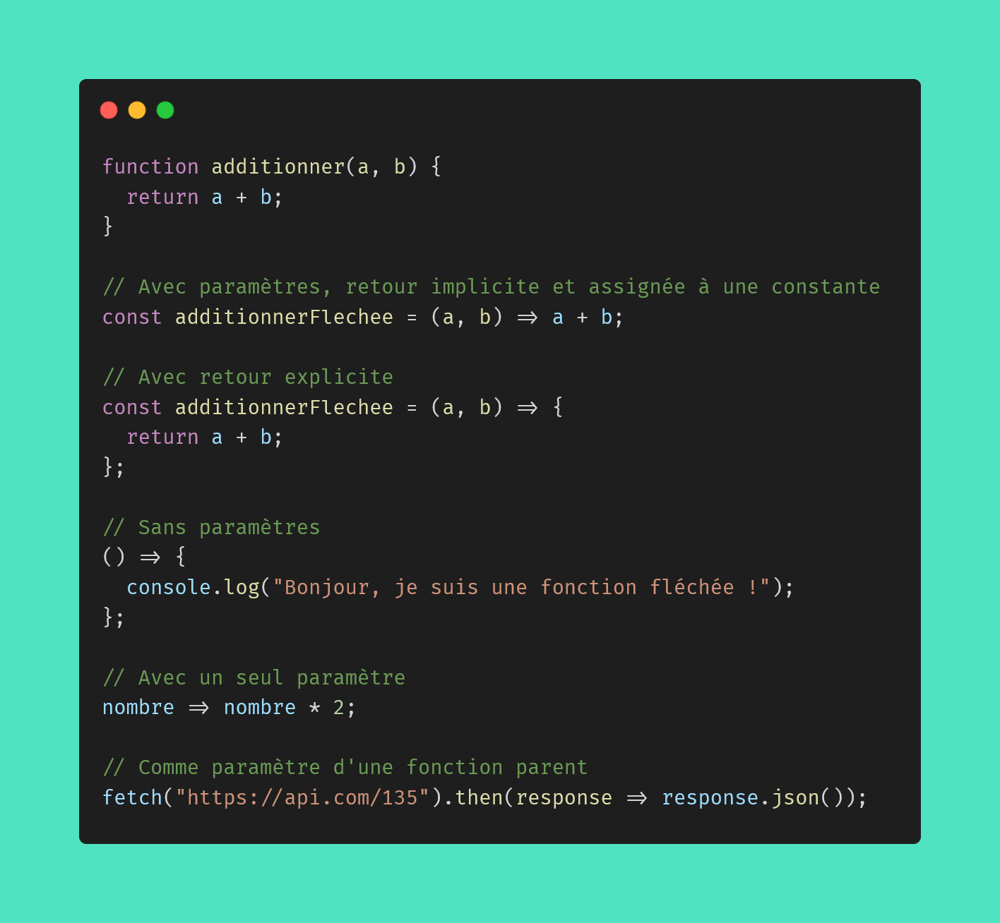 function additionner(a, b) {
  return a + b;
}

// Avec paramètres, retour implicite et assignée à une constante
const additionnerFlechee = (a, b) => a + b;

// Avec retour explicite
const additionnerFlechee = (a, b) => {
  return a + b;
};

// Sans paramètres
() => {
  console.log("Bonjour, je suis une fonction fléchée !");
};

// Avec un seul paramètre
nombre => nombre * 2;

// Comme paramètre d'une fonction parent
fetch("https://api.com/135").then(response => response.json());